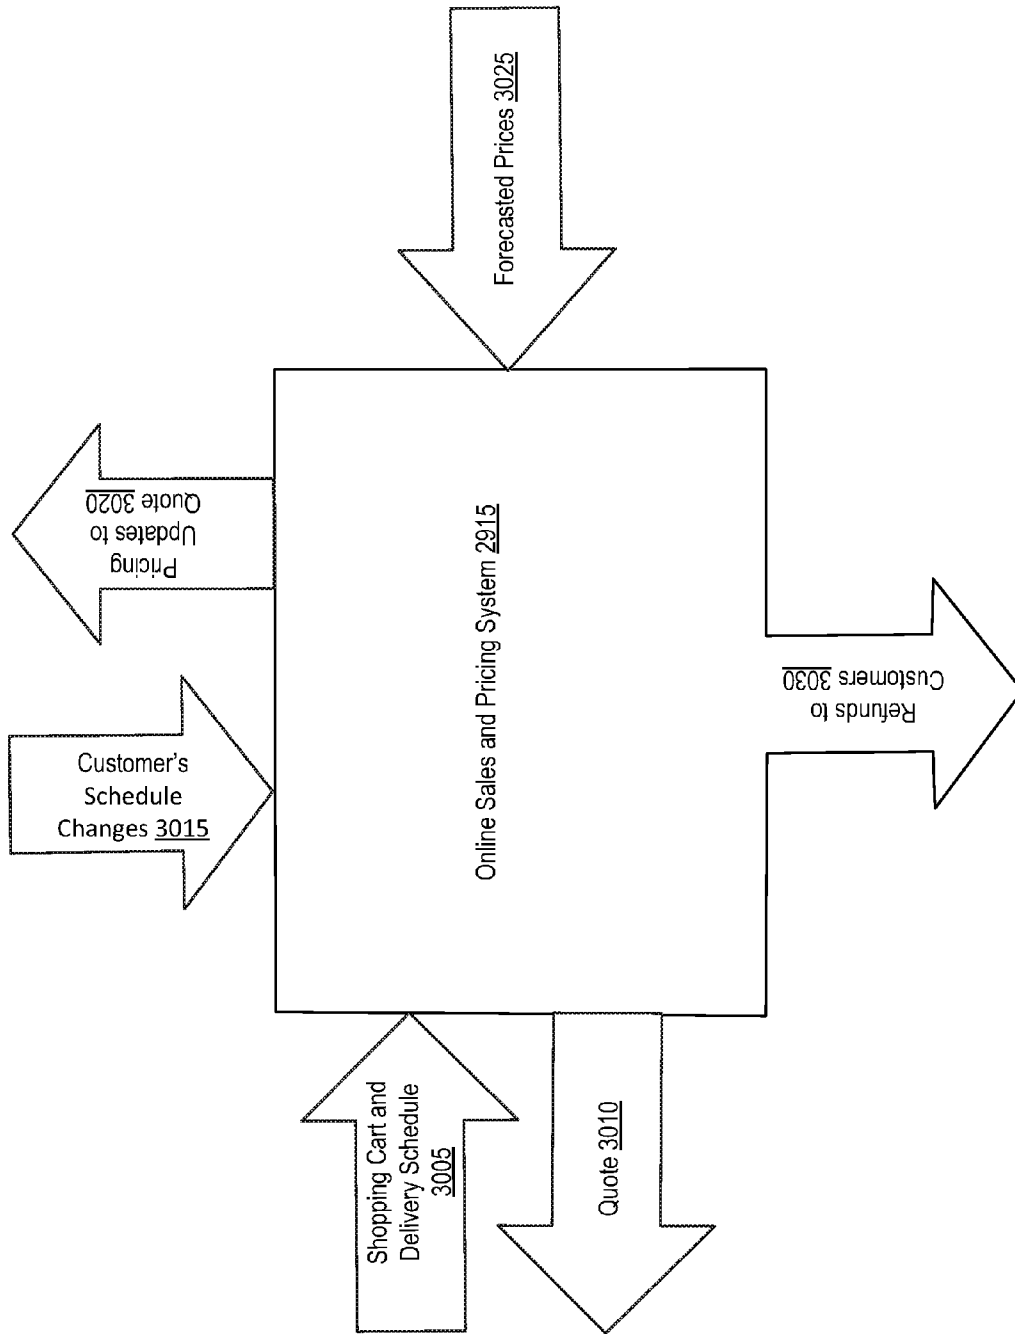 Forecasted Prices 3025
Pricing
Updates to
Quote 3020
Customer's
Schedule
Changes 3015
Online Sales and Pricing System 2915
Refunds to
Customers 3030
Shopping Cart and
Delivery Schedule
3005
Quote 3010